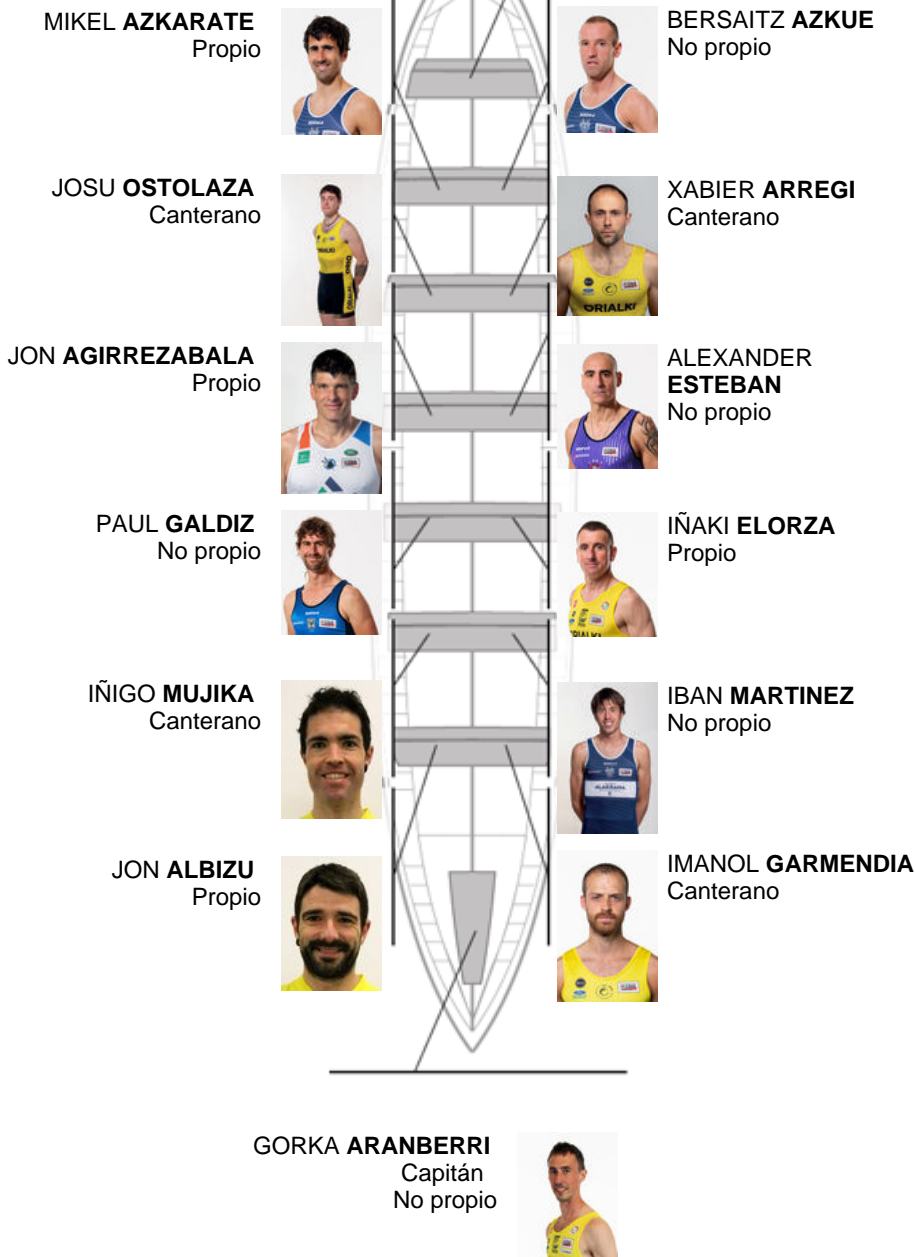 MIKEL AZKARATE
Propio
BERSAITZ AZKUE
No propio
JOSU OSTOLAZA
Canterano
XABIER ARREGI
Canterano
ORIALKI
JON AGIRREZABALA
Propio
ALEXANDER
ESTEBAN
No propio
PAUL GALDIZ
No propio
IÑAKI ELORZA
Propio
IÑIGO MUJIKA
Canterano
IBAN MARTINEZ
No propio
JON ALBIZU
Propio
IMANOL GARMENDIA
Canterano
GORKA ARANBERRI
Capitán
No propio